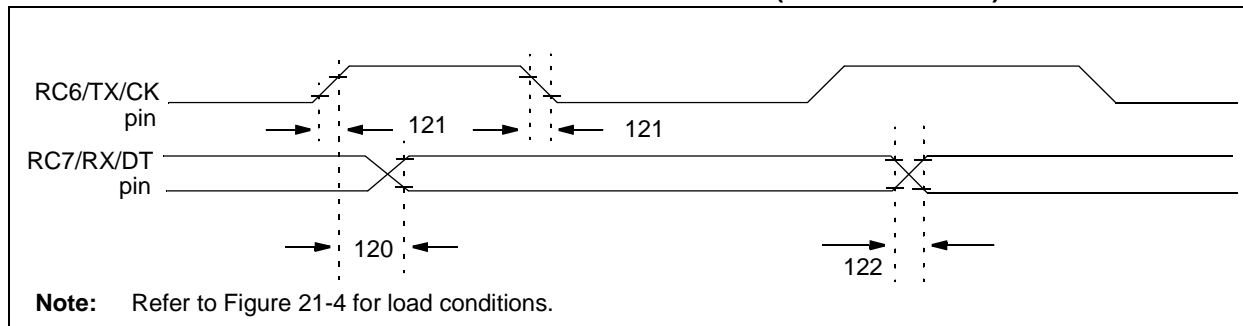 RC6/TX/CK
pin
121
121
RC7/RX/DT
pin
120
122
Note: Refer to Figure 21-4 for load conditions.